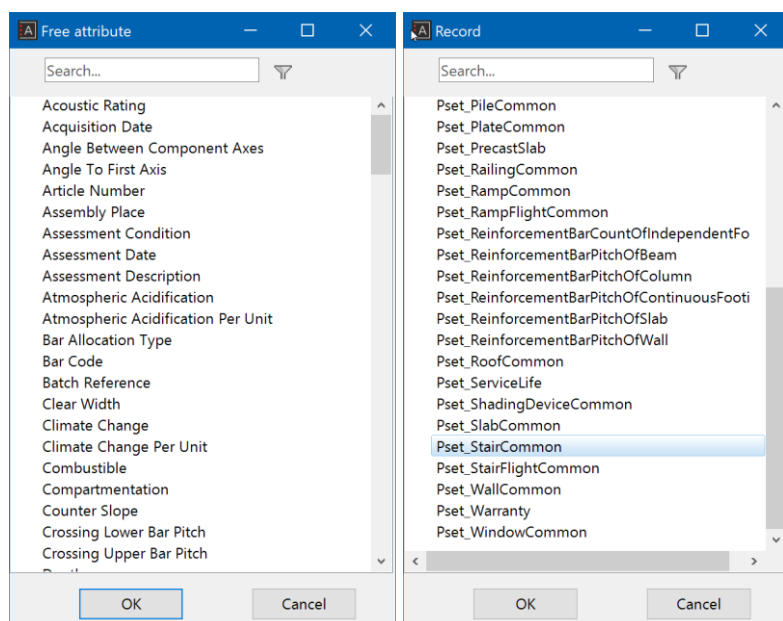 Free attribute
Search...
Acoustic Rating
Acquisition Date
Angle Between Component Axes
Angle To First Axis
Article Number
Assembly Place
Assessment Condition
Assessment Date
Assessment Description
Atmospheric Acidification
Atmospheric Acidification Per Unit
Bar Allocation Type
Bar Code
Batch Reference
Clear Width
Climate Change
Climate Change Per Unit
Combustible
Compartmentation
Counter Slope
Crossing Lower Bar Pitch
Crossing Upper Bar Pitch
OK Cancel
Record
Search...
Pset_PileCommon
Pset_PlateCommon
Pset_PrecastSlab
Pset_RailingCommon
Pset_RampCommon
Pset_RampFlightCommon
Pset_ReinforcementBarCountOfIndependentFo
Pset_ReinforcementBarPitchOfBeam
Pset_ReinforcementBarPitchOfColumn
Pset_ReinforcementBarPitchOfContinuousFooti
Pset_ReinforcementBarPitchOfSlab
Pset_ReinforcementBarPitchOfWall
Pset_RoofCommon
Pset_ServiceLife
Pset_ShadingDeviceCommon
Pset_SlabCommon
Pset_StairCommon
Pset_StairFlightCommon
Pset_WallCommon
Pset_Warranty
Pset_WindowCommon
OK Cancel